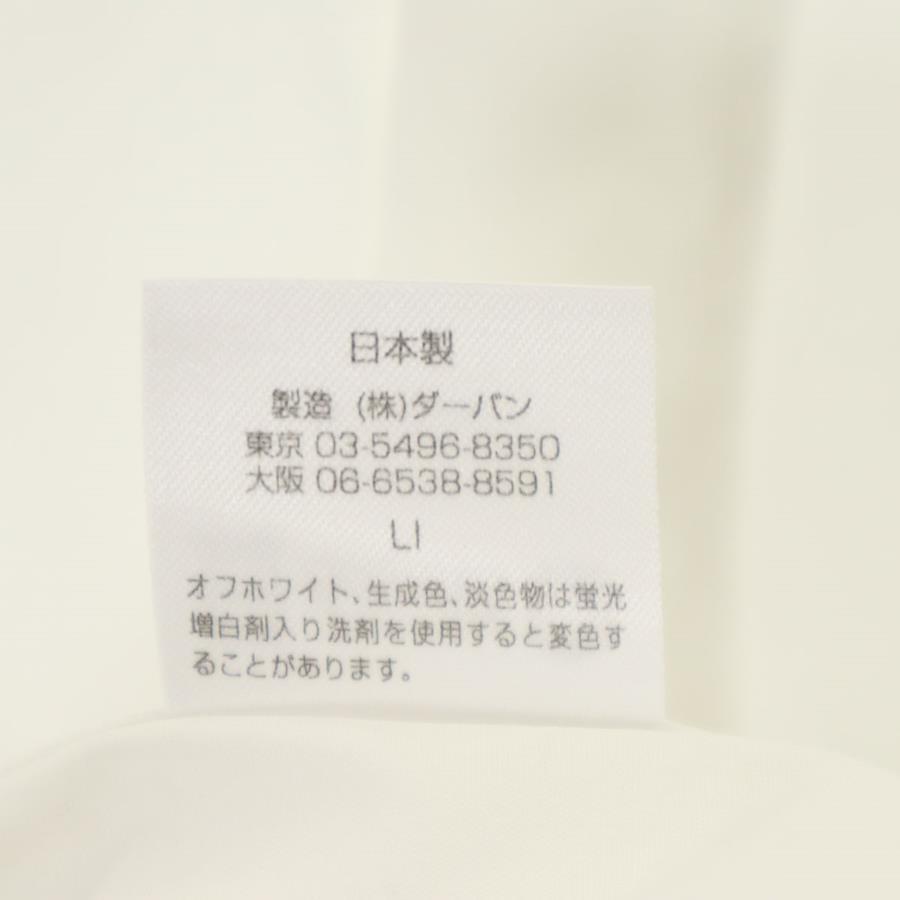 日本製
製造 (株)ダーバン
東京 03-5496-8350
大阪 06-6538-8591
LI
オフホワイト、生成色、淡色物は蛍光
増白剤入り洗剤を使用すると変色す
ることがあります。